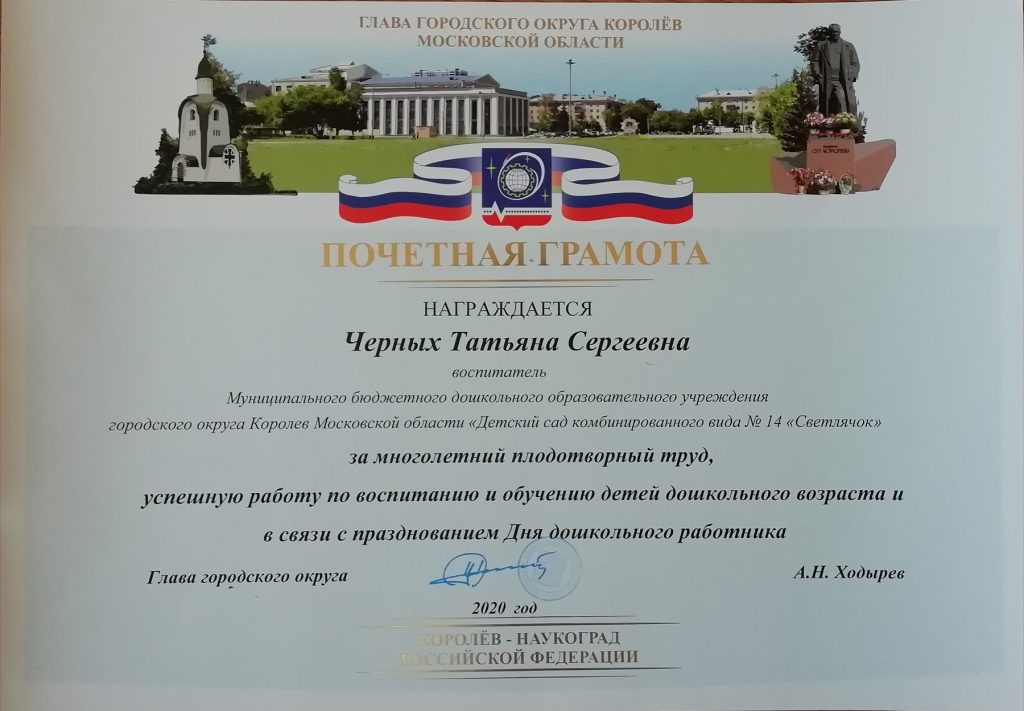 ГЛАВА ГОРОДСКОГО ОКРУГА КОРОЛЁВ
МОСКОВСКОЙ ОБЛАСТИ
С.П. КОРОЛЕВ
ПОЧЕТНАЯ ГРАМОТА
НАГРАЖДАЕТСЯ
Черных Татьяна Сергеевна
воспитатель
Муниципального бюджетного дошкольного образовательного учреждения
городского округа Королев Московской области «Детский сад комбинированного вида № 14 «Светлячок»
за многолетний плодотворный труд,
успешную работу по воспитанию и обучению детей дошкольного возраста и
в связи с празднованием Дня дошкольного работника
Глава городского округа
А.Н. Ходырев
2020 год
КОРОЛЁВ - НАУКОГРАД
РОССИЙСКОЙ ФЕДЕРАЦИИ